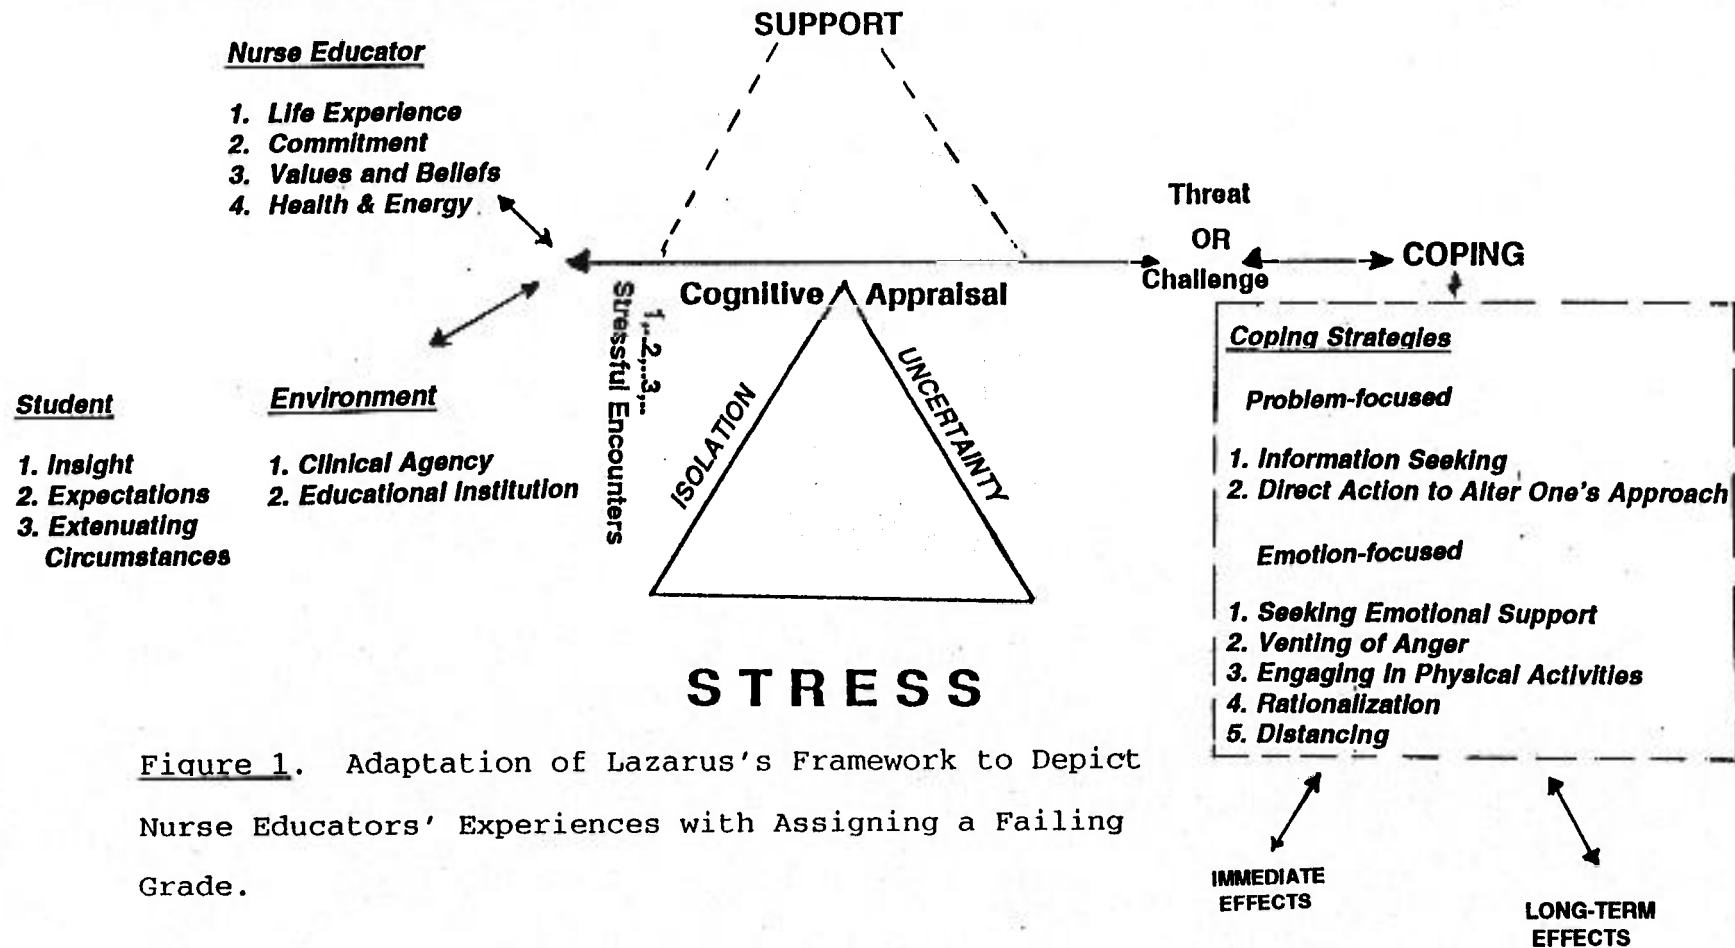 SUPPORT
Nurse Educator
1. Life Experience
2. Commitment
3. Values and Beliefs
4. Health & Energy
Threat
OR
Challenge
COPING
Cognitive Appraisal
1,..2,..3,..
Stressful Encounters
ISOLATION
UNCERTAINTY
Student
1. Insight
2. Expectations
3. Extenuating
Circumstances
Environment
1. Clinical Agency
2. Educational Institution
Coping Strategies
Problem-focused
1. Information Seeking
2. Direct Action to Alter One's Approach
Emotion-focused
1. Seeking Emotional Support
2. Venting of Anger
3. Engaging in Physical Activities
4. Rationalization
5. Distancing
STRESS
IMMEDIATE
EFFECTS
LONG-TERM
EFFECTS
Figure 1. Adaptation of Lazarus's Framework to Depict
Nurse Educators' Experiences with Assigning a Failing
Grade.